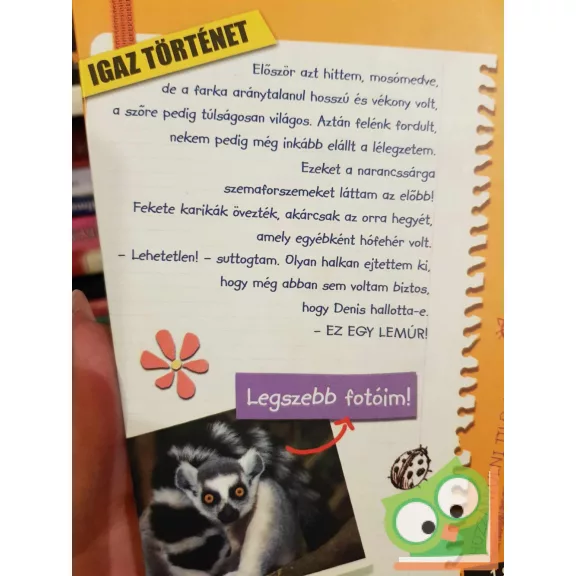 IGAZ TÖRTÉNET
Először azt hittem, mosómedve,
de a farka aránytalanul hosszú és vékony volt,
a szőre pedig túlságosan világos. Aztán felénk fordult,
nekem pedig még inkább elállt a lélegzetem.
Ezeket a narancssárga
szemaforszemeket láttam az előbb!
Fekete karikák övezték, akárcsak az orra hegyét,
amely egyébként hófehér volt.
– Lehetetlen! – suttogtam. Olyan halkan ejtettem ki,
hogy még abban sem voltam biztos,
hogy Denis hallotta-e.
– EZ EGY LEMÚR!
Legszebb fotóim!